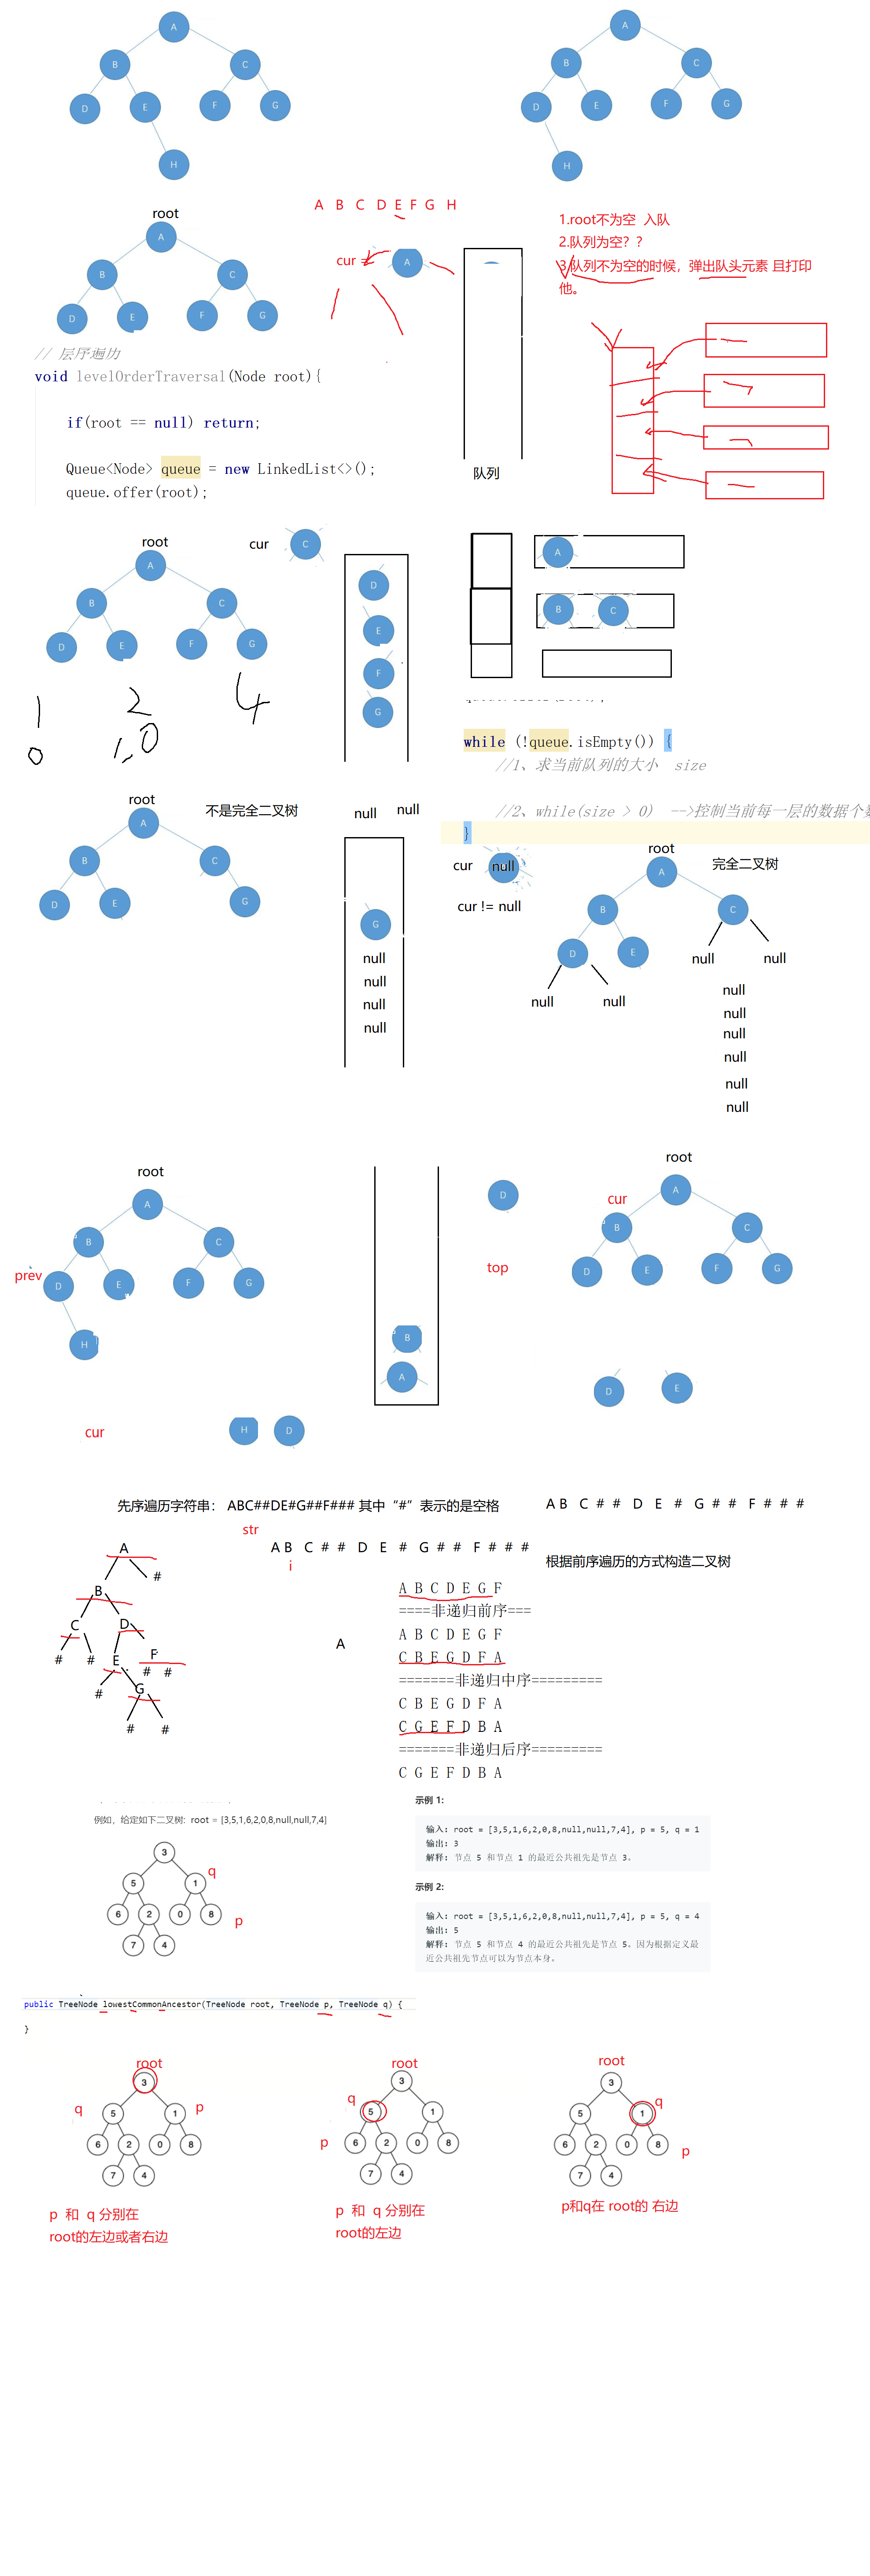 A
B C
D E F G
H
A
B C
D E F G
H
A B C D E F G H
root
A
B C
D E F G
cur =
A
队列
1.root不为空 入队
2.队列为空? ?
3.队列不为空的时候，弹出队头元素 且打印
他。
// 层序遍历
void levelOrderTraversal(Node root){
if(root == null) return;
Queue<Node> queue = new LinkedList<>();
queue.offer(root);
root
A
B C
D E F G
cur
C
D
E
F
G
1 2 4
0 1,0
A
B C
while (!queue.isEmpty()) {
//1、求当前队列的大小 size
//2、while(size > 0) -->控制当前每一层的数据个数
}
root
不是完全二叉树
A
B C
D E G
null null
G
null
null
null
null
cur
null
cur != null
root
完全二叉树
A
B C
D E null null
null null
null
null
null
null
null
null
root
A
B C
prev
D E F G
H
cur
H D
B
A
D
top
root
cur
A
B C
D E F G
D E
先序遍历字符串: ABC##DE#G##F### 其中“#”表示的是空格
A B C # # D E # G # # F # # #
str
A B C # # D E # G # # F # # #
i
根据前序遍历的方式构造二叉树
A
B #
C D
# # E F
# G # #
# #
A
A B C D E G F
====非递归前序===
A B C D E G F
C B E G D F A
=======非递归中序=========
C B E G D F A
C G E F D B A
=======非递归后序=========
C G E F D B A
例如，给定如下二叉树: root = [3,5,1,6,2,0,8,null,null,7,4]
3
5 1 q
6 2 0 8 p
7 4
示例 1:
输入: root = [3,5,1,6,2,0,8,null,null,7,4], p = 5, q = 1
输出: 3
解释: 节点 5 和节点 1 的最近公共祖先是节点 3。
示例 2:
输入: root = [3,5,1,6,2,0,8,null,null,7,4], p = 5, q = 4
输出: 5
解释: 节点 5 和节点 4 的最近公共祖先是节点 5。因为根据定义最
近公共祖先节点可以为节点本身。
public TreeNode lowestCommonAncestor(TreeNode root, TreeNode p, TreeNode q) {
}
root
3
q 5 1 p
6 2 0 8
7 4
p 和 q 分别在
root的左边或者右边
root
3
q 5 1
p 6 2 0 8
7 4
p 和 q 分别在
root的左边
root
3
5 1 q
6 2 0 8 p
7 4
p和q在 root的 右边